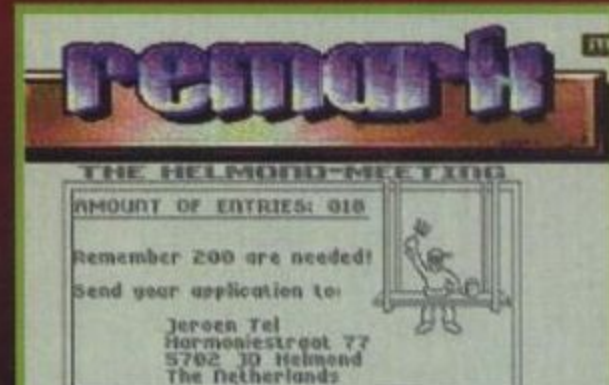 remark
THE HELMOND-MEETING
AMOUNT OF ENTRIES: 018
Remember 200 are needed!
Send your application to:
Jeroen Tel
Harmoniestraat 77
5702 JD Helmond
The Netherlands